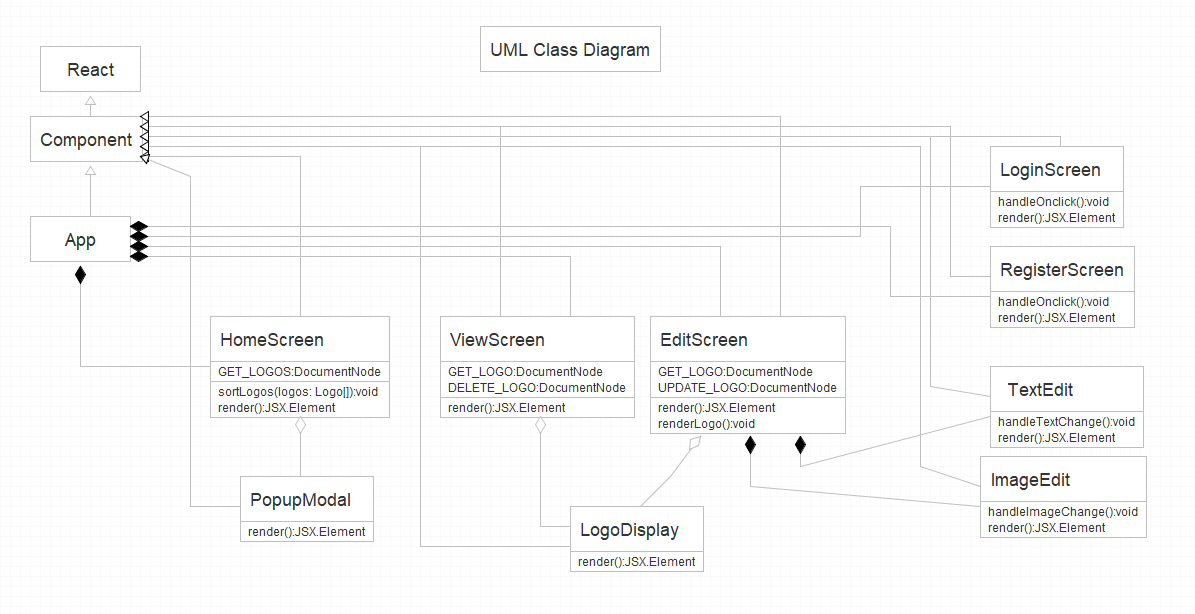 UML Class Diagram
React
Component
App
LoginScreen
handleOnclick():void
render():JSX.Element
RegisterScreen
handleOnclick():void
render():JSX.Element
HomeScreen
GET_LOGOS:DocumentNode
sortLogos(logos: Logo[]):void
render():JSX.Element
ViewScreen
GET_LOGO:DocumentNode
DELETE_LOGO:DocumentNode
render():JSX.Element
EditScreen
GET_LOGO:DocumentNode
UPDATE_LOGO:DocumentNode
render():JSX.Element
renderLogo():void
TextEdit
handleTextChange():void
render():JSX.Element
ImageEdit
handleImageChange():void
render():JSX.Element
PopupModal
render():JSX.Element
LogoDisplay
render():JSX.Element